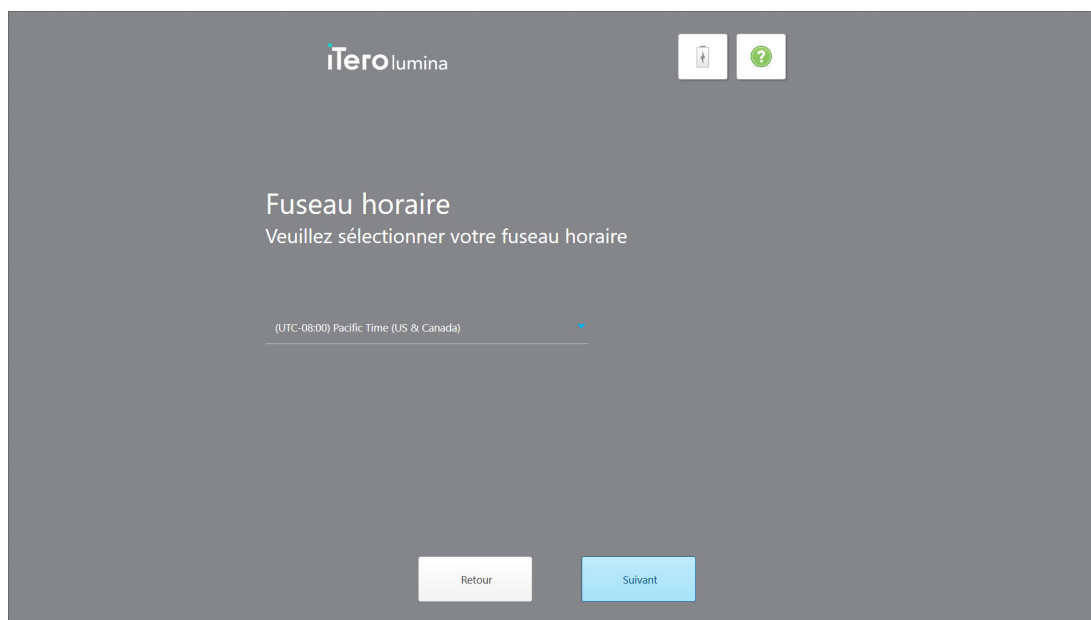 iTero lumina
?
Fuseau horaire
Veuillez sélectionner votre fuseau horaire
(UTC-08:00) Pacific Time (US & Canada)
Retour
Suivant